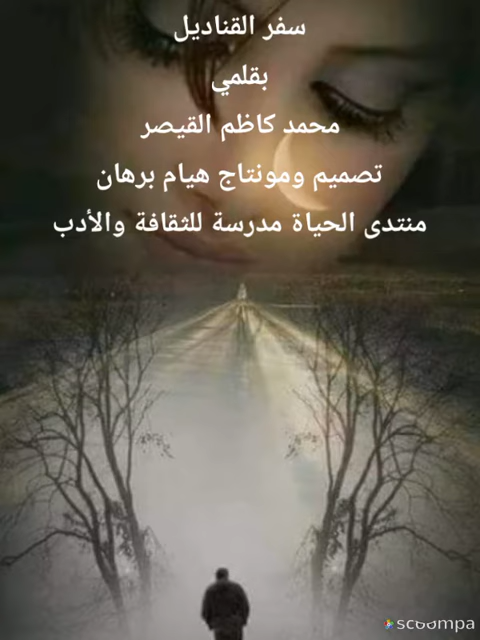 سفر القناديل
بقلمي
محمد كاظم القيصر
تصميم ومونتاج هيام برهان
منتدى الحياة مدرسة للثقافة والأدب
scoompa